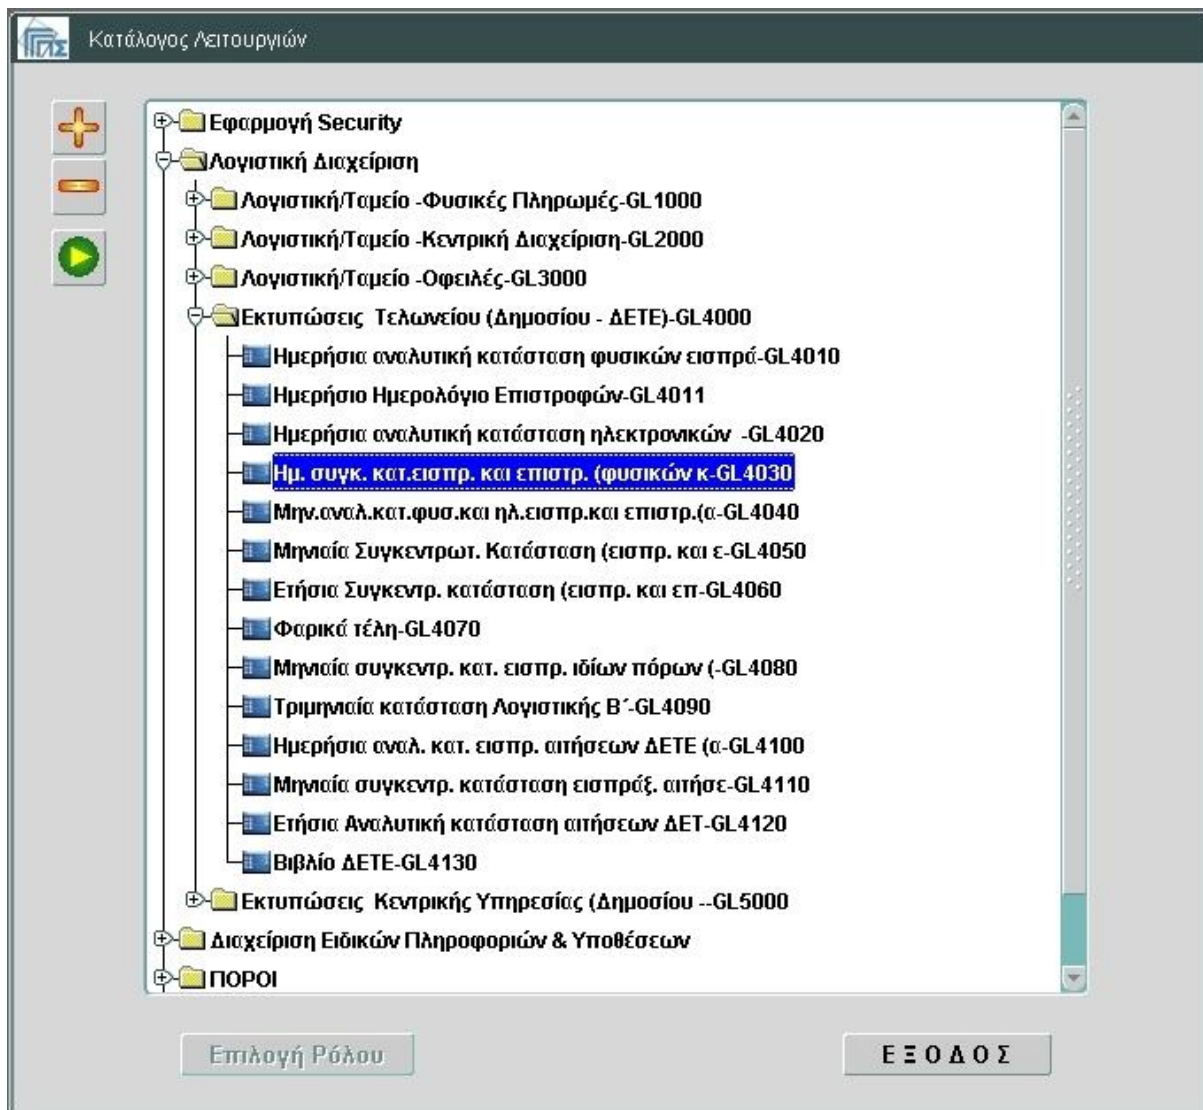 ΓΓΠΣ
Κατάλογος Λειτουργιών
Εφαρμογή Security
Λογιστική Διαχείριση
Λογιστική/Ταμείο -Φυσικές Πληρωμές-GL1000
Λογιστική/Ταμείο -Κεντρική Διαχείριση-GL2000
Λογιστική/Ταμείο -Οφειλές-GL3000
Εκτυπώσεις Τελωνείου (Δημοσίου - ΔΕΤΕ)-GL4000
Ημερήσια αναλυτική κατάσταση φυσικών εισπρά-GL4010
Ημερήσιο Ημερολόγιο Επιστροφών-GL4011
Ημερήσια αναλυτική κατάσταση ηλεκτρονικών -GL4020
Ημ. συγκ. κατ.εισπρ. και επιστρ. (φυσικών κ-GL4030
Μην.αναλ.κατ.φυσ.και ηλ.εισπρ.και επιστρ.(α-GL4040
Μηνιαία Συγκεντρωτ. Κατάσταση (εισπρ. και ε-GL4050
Ετήσια Συγκεντρ. κατάσταση (εισπρ. και επ-GL4060
Φαρικά τέλη-GL4070
Μηνιαία συγκεντρ. κατ. εισπρ. ιδίων πόρων (-GL4080
Τριμηνιαία κατάσταση Λογιστικής Β΄-GL4090
Ημερήσια αναλ. κατ. εισπρ. αιτήσεων ΔΕΤΕ (α-GL4100
Μηνιαία συγκεντρ. κατάσταση εισπράξ. αιτήσε-GL4110
Ετήσια Αναλυτική κατάσταση αιτήσεων ΔΕΤ-GL4120
Βιβλίο ΔΕΤΕ-GL4130
Εκτυπώσεις Κεντρικής Υπηρεσίας (Δημοσίου --GL5000
Διαχείριση Ειδικών Πληροφοριών & Υποθέσεων
ΠΟΡΟΙ
Επιλογή Ρόλου
ΕΞΟΔΟΣ